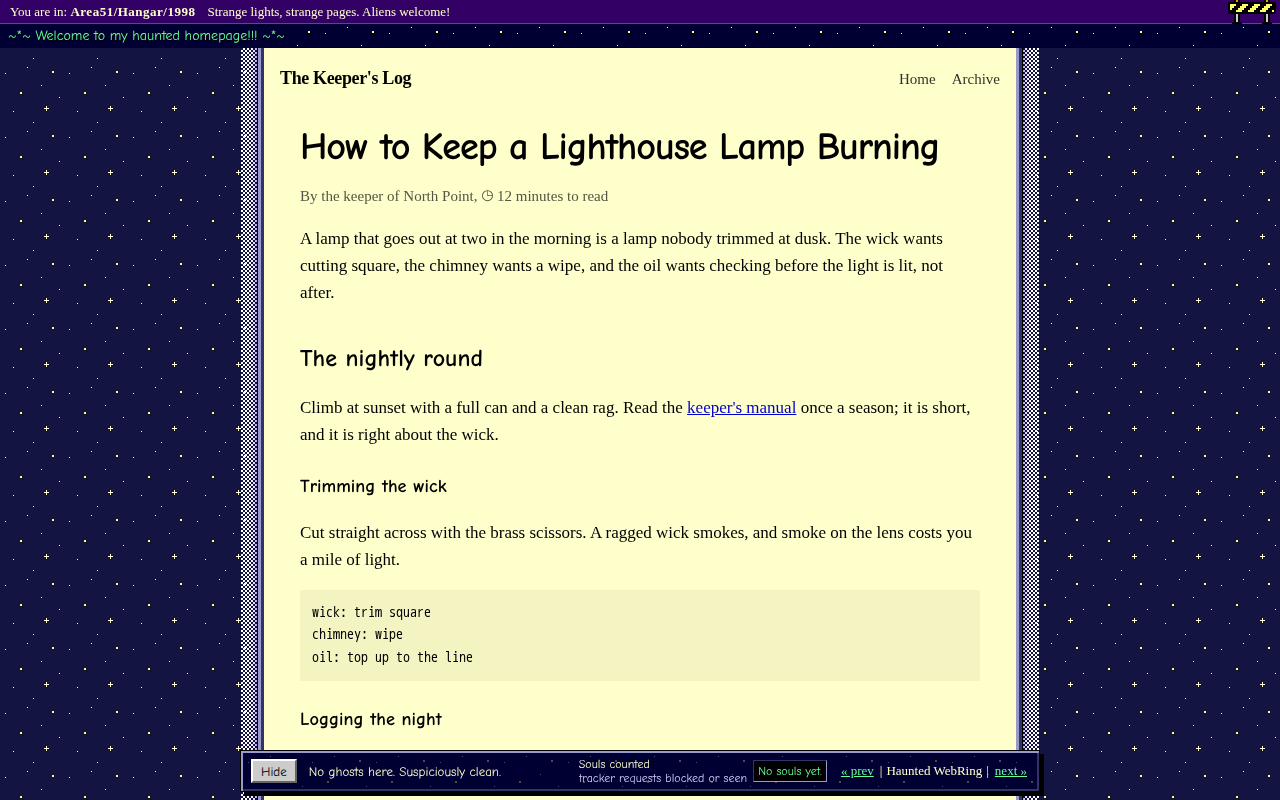 You are in: Area51/Hangar/1998 Strange lights, strange pages. Aliens welcome!
~*~ Welcome to my haunted homepage!!! ~*~
The Keeper's Log
Home Archive
How to Keep a Lighthouse Lamp Burning
By the keeper of North Point, 12 minutes to read
A lamp that goes out at two in the morning is a lamp nobody trimmed at dusk. The wick wants
cutting square, the chimney wants a wipe, and the oil wants checking before the light is lit, not
after.
The nightly round
Climb at sunset with a full can and a clean rag. Read the keeper's manual once a season; it is short,
and it is right about the wick.
Trimming the wick
Cut straight across with the brass scissors. A ragged wick smokes, and smoke on the lens costs you
a mile of light.
wick: trim square
chimney: wipe
oil: top up to the line
Logging the night
Hide No ghosts here. Suspiciously clean.
Souls counted
tracker requests blocked or seen
No souls yet.
« prev | Haunted WebRing | next »